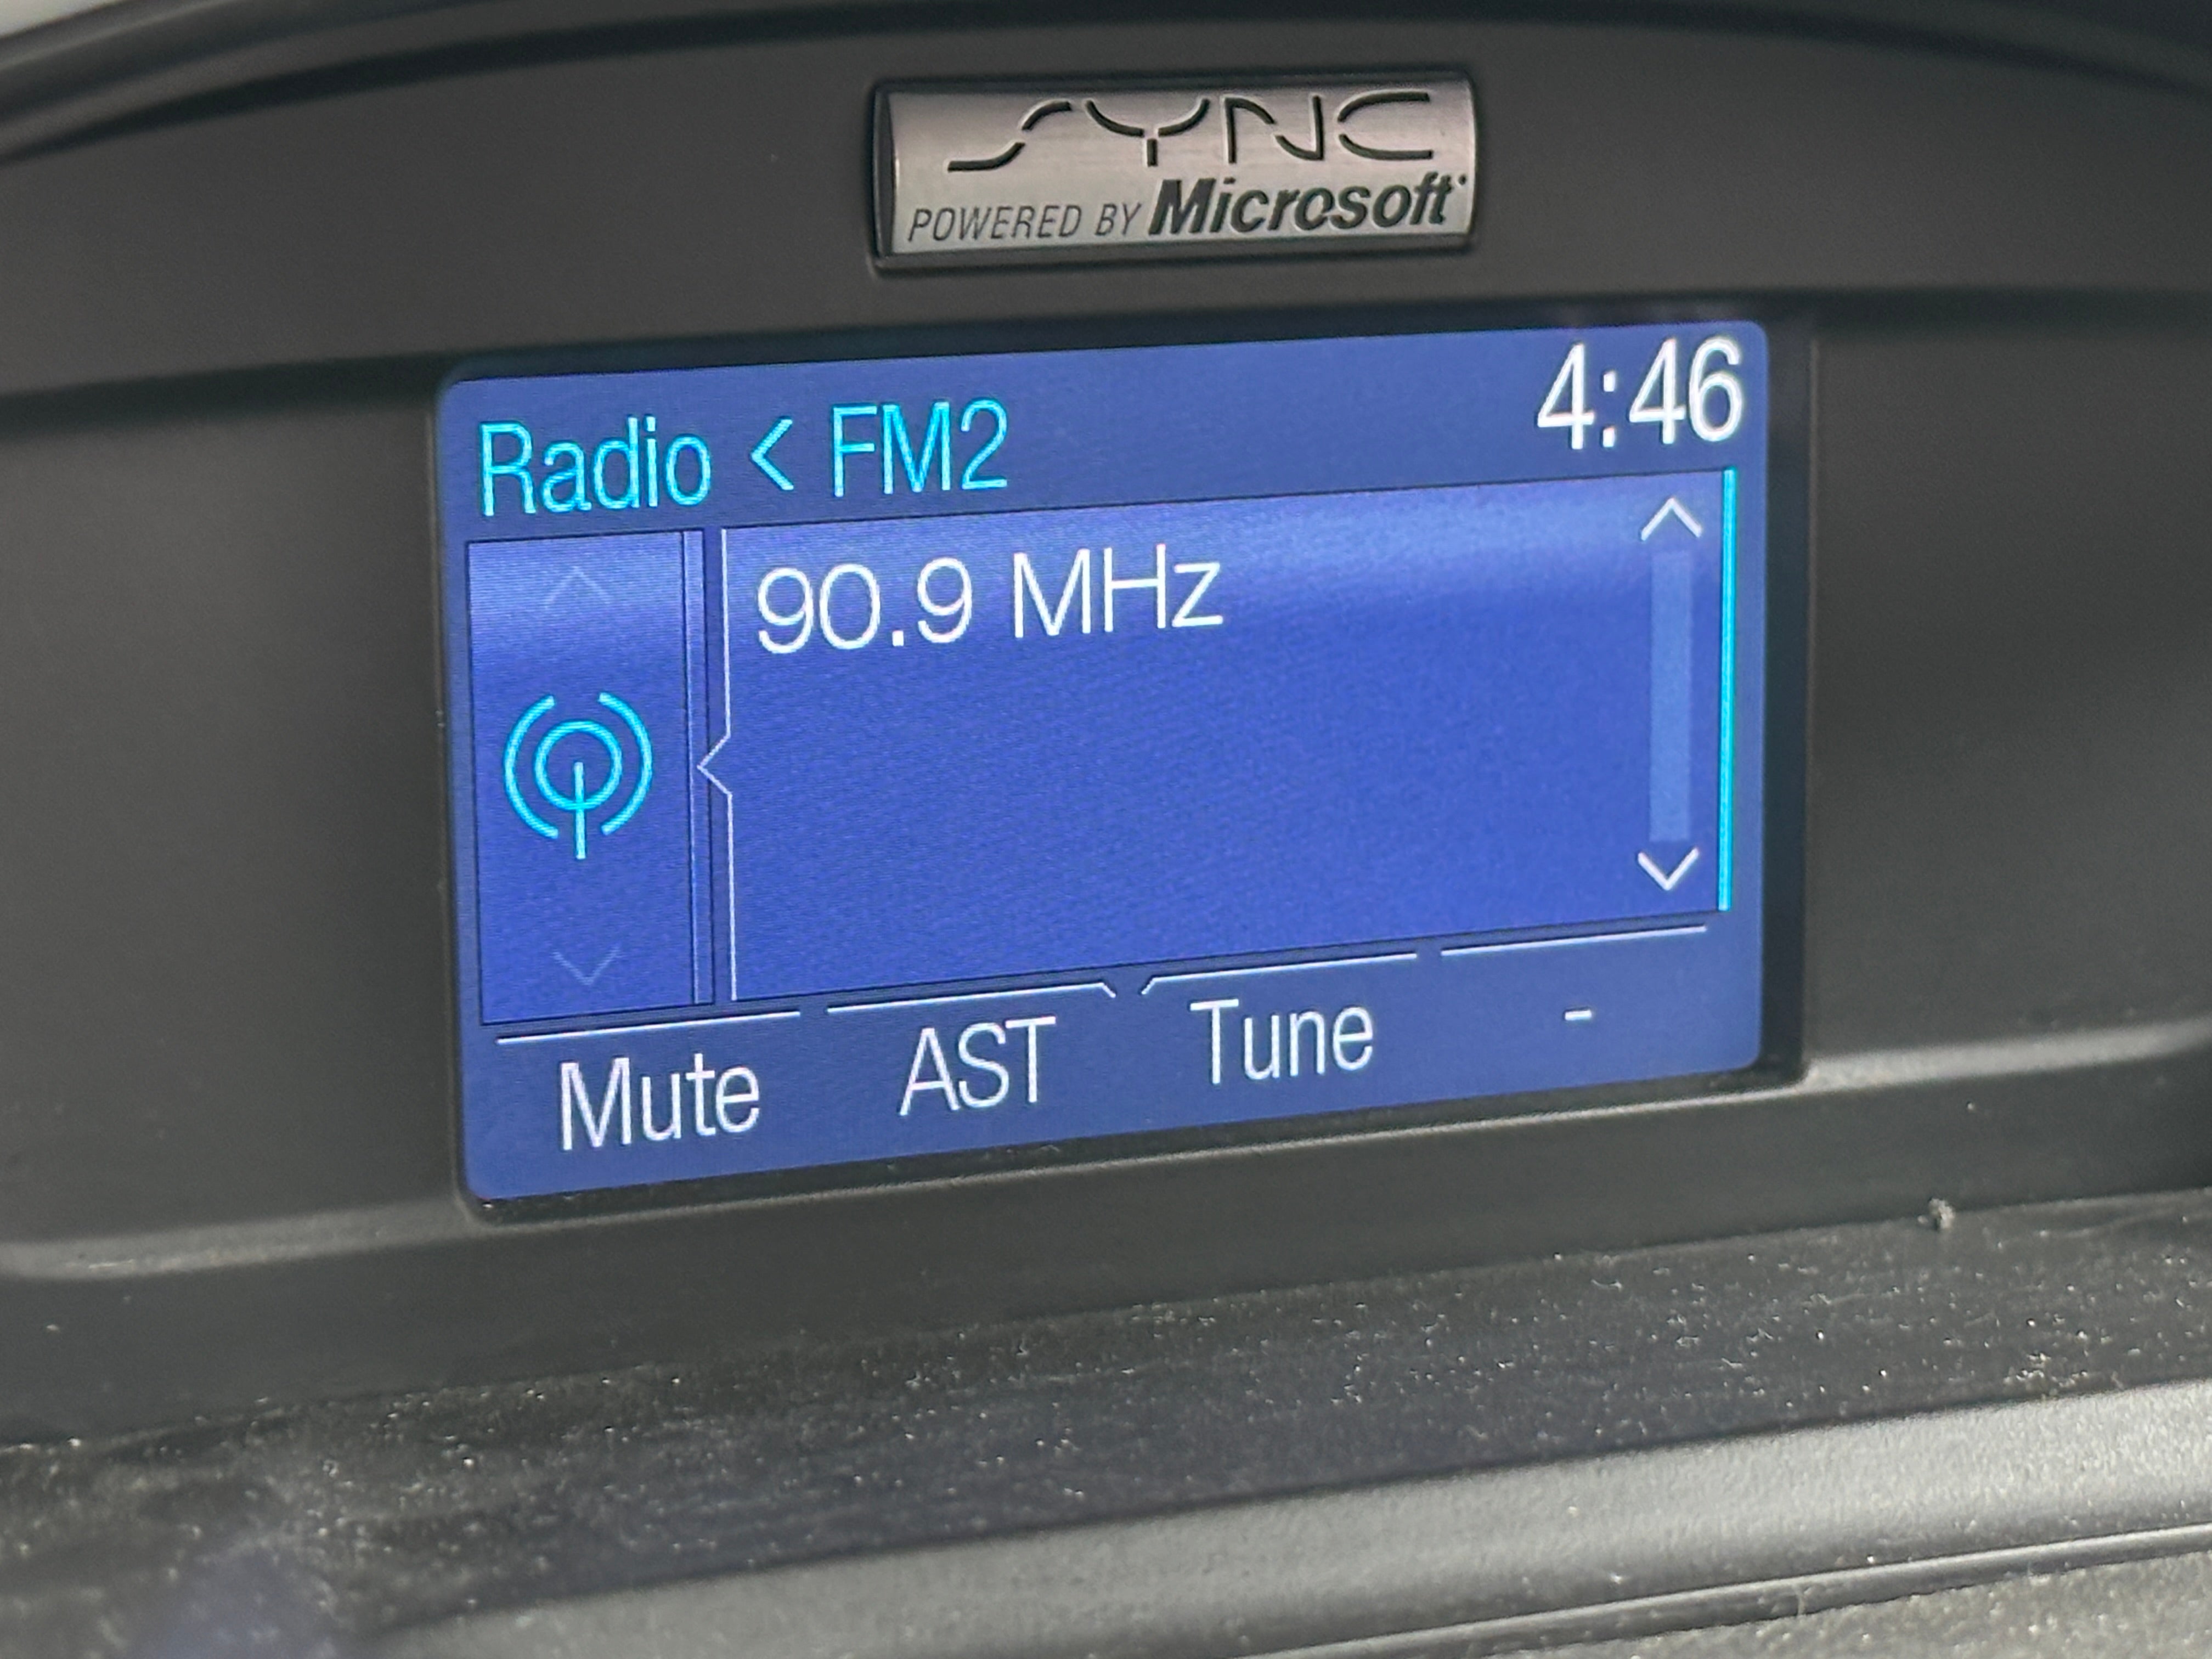 SYNC
POWERED BY Microsoft
4:46
Radio < FM2
90.9 MHz
Mute AST Tune -